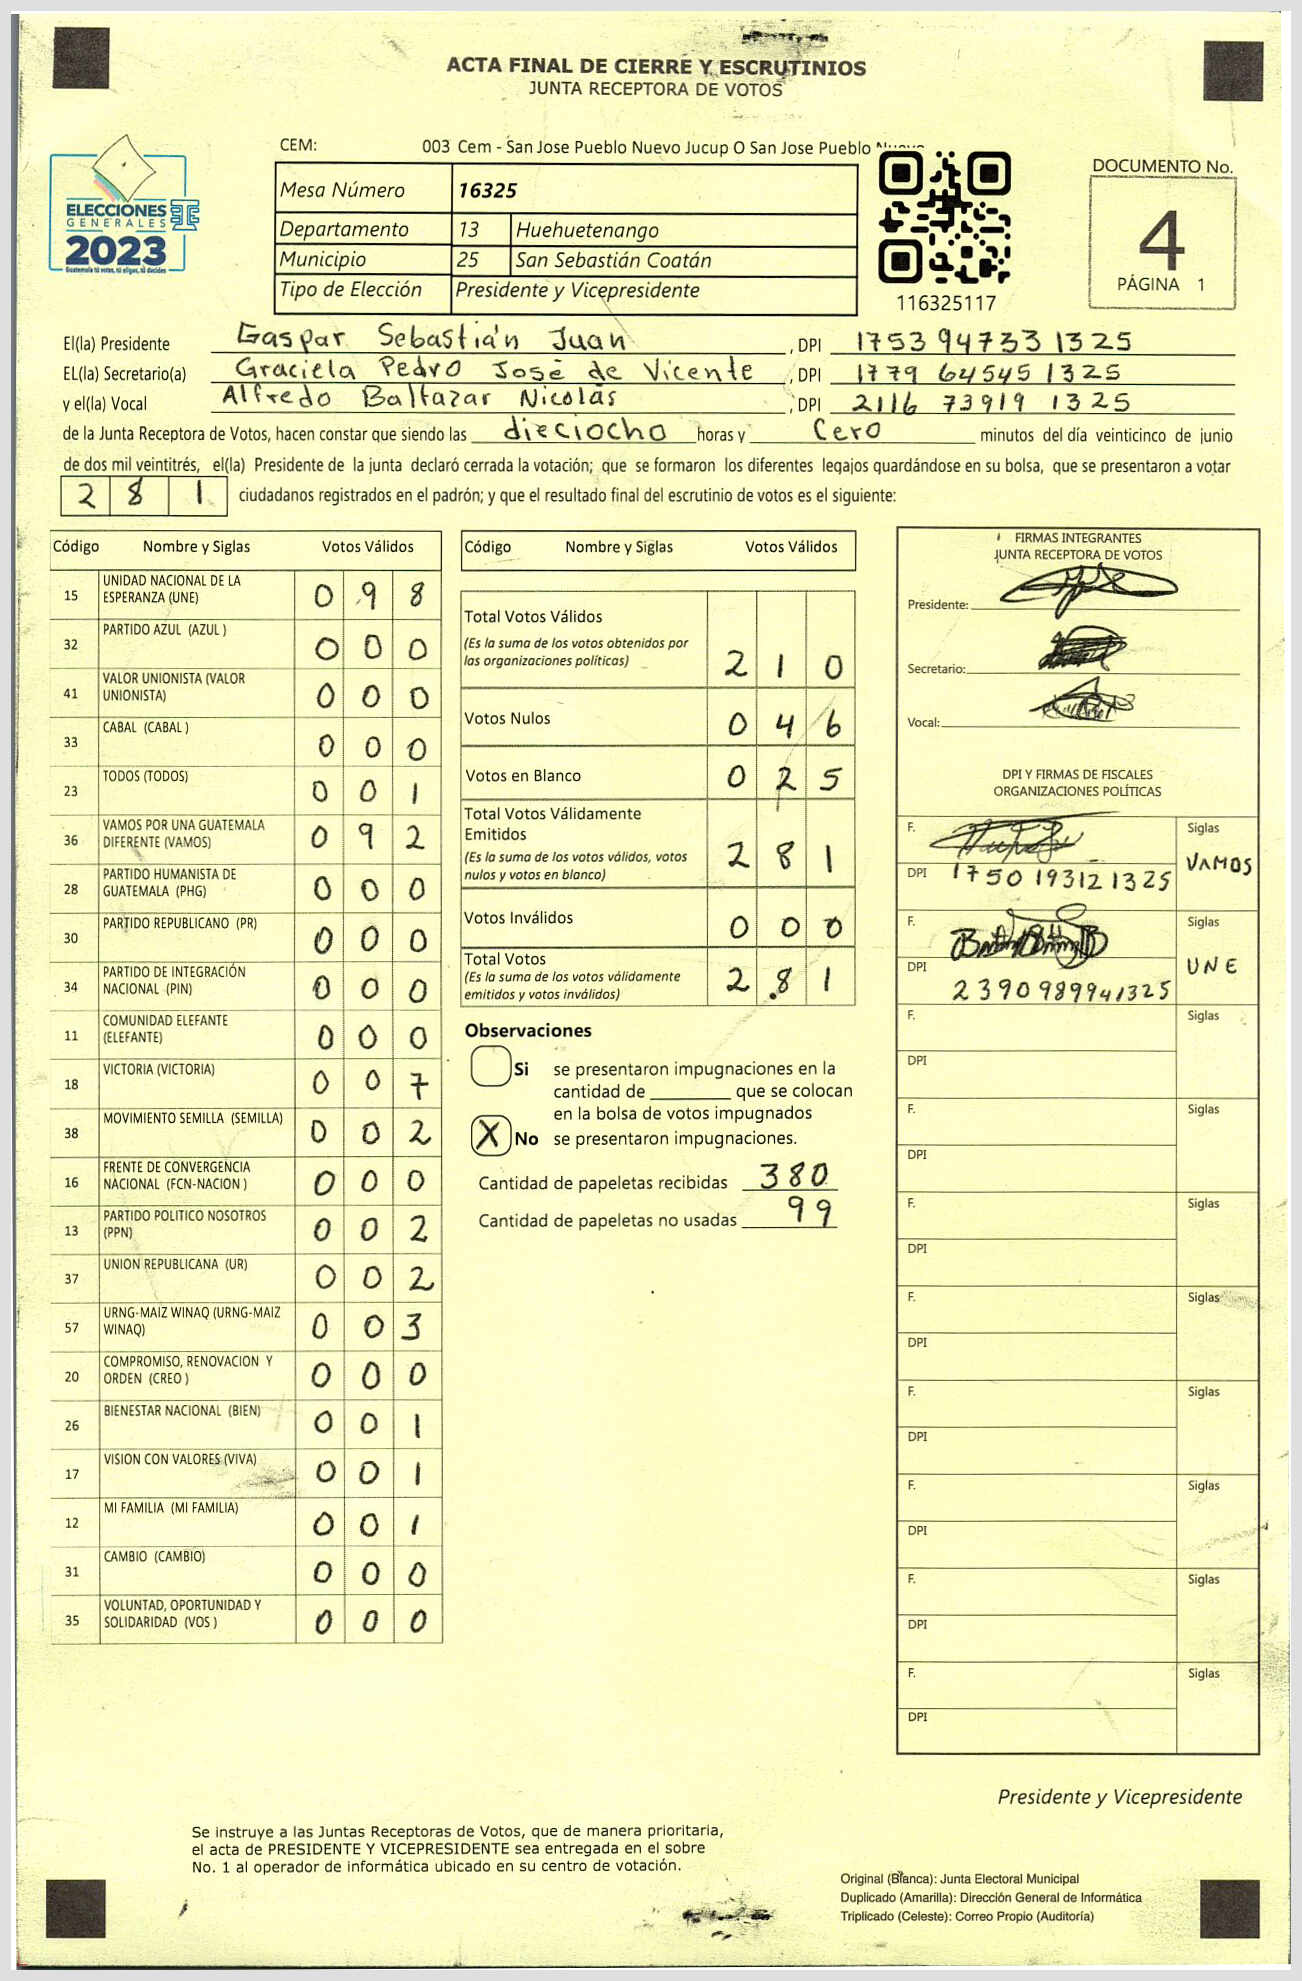 ACTA FINAL DE CIERRE Y ESCRUTINIOS
JUNTA RECEPTORA DE VOTOS
CEM: 003 Cem - San Jose Pueblo Nuevo Jucup O San Jose Pueblo
ELECCIONES
GENERALES
2023
Guatemala tú votas, tú eliges, tú decides
Mesa Número 16325
Departamento 13 Huehuetenango
Municipio 25 San Sebastián Coatán
Tipo de Elección Presidente y Vicepresidente
116325117
DOCUMENTO No.
4
PÁGINA 1
El(la) Presidente Gaspar Sebastián Juan , DPI 1753 94733 1325
EL(la) Secretario(a) Graciela Pedro José de Vicente , DPI 1779 64545 1325
y el(la) Vocal Alfredo Baltazar Nicolás , DPI 2116 73919 1325
de la Junta Receptora de Votos, hacen constar que siendo las dieciocho horas y Cero minutos del día veinticinco de junio
de dos mil veintitrés, el(la) Presidente de la junta declaró cerrada la votación; que se formaron los diferentes legajos guardándose en su bolsa, que se presentaron a votar
2 8 1 ciudadanos registrados en el padrón; y que el resultado final del escrutinio de votos es el siguiente:
Código Nombre y Siglas Votos Válidos
15 UNIDAD NACIONAL DE LA ESPERANZA (UNE) 0 9 8
32 PARTIDO AZUL (AZUL ) 0 0 0
41 VALOR UNIONISTA (VALOR UNIONISTA) 0 0 0
33 CABAL (CABAL ) 0 0 0
23 TODOS (TODOS) 0 0 1
36 VAMOS POR UNA GUATEMALA DIFERENTE (VAMOS) 0 9 2
28 PARTIDO HUMANISTA DE GUATEMALA (PHG) 0 0 0
30 PARTIDO REPUBLICANO (PR) 0 0 0
34 PARTIDO DE INTEGRACIÓN NACIONAL (PIN) 0 0 0
11 COMUNIDAD ELEFANTE (ELEFANTE) 0 0 0
18 VICTORIA (VICTORIA) 0 0 7
38 MOVIMIENTO SEMILLA (SEMILLA) 0 0 2
16 FRENTE DE CONVERGENCIA NACIONAL (FCN-NACION ) 0 0 0
13 PARTIDO POLITICO NOSOTROS (PPN) 0 0 2
37 UNION REPUBLICANA (UR) 0 0 2
57 URNG-MAIZ WINAQ (URNG-MAIZ WINAQ) 0 0 3
20 COMPROMISO, RENOVACION Y ORDEN (CREO ) 0 0 0
26 BIENESTAR NACIONAL (BIEN) 0 0 1
17 VISION CON VALORES (VIVA) 0 0 1
12 MI FAMILIA (MI FAMILIA) 0 0 1
31 CAMBIO (CAMBIO) 0 0 0
35 VOLUNTAD, OPORTUNIDAD Y SOLIDARIDAD (VOS ) 0 0 0
Código Nombre y Siglas Votos Válidos
Total Votos Válidos
(Es la suma de los votos obtenidos por
las organizaciones políticas) 2 1 0
Votos Nulos 0 4 6
Votos en Blanco 0 2 5
Total Votos Válidamente
Emitidos
(Es la suma de los votos válidos, votos
nulos y votos en blanco) 2 8 1
Votos Inválidos 0 0 0
Total Votos
(Es la suma de los votos válidamente
emitidos y votos inválidos) 2 8 1
Observaciones
Si se presentaron impugnaciones en la
cantidad de ________ que se colocan
en la bolsa de votos impugnados
X No se presentaron impugnaciones.
Cantidad de papeletas recibidas 380
Cantidad de papeletas no usadas 99
FIRMAS INTEGRANTES
JUNTA RECEPTORA DE VOTOS
Presidente:
Secretario:
Vocal:
DPI Y FIRMAS DE FISCALES
ORGANIZACIONES POLÍTICAS
F. Siglas
DPI 1750 19312 1325 VAMOS
F. Siglas
DPI 2390 98994 1325 UNE
F. Siglas
DPI
F. Siglas
DPI
F. Siglas
DPI
F. Siglas
DPI
F. Siglas
DPI
F. Siglas
DPI
F. Siglas
DPI
F. Siglas
DPI
Presidente y Vicepresidente
Se instruye a las Juntas Receptoras de Votos, que de manera prioritaria,
el acta de PRESIDENTE Y VICEPRESIDENTE sea entregada en el sobre
No. 1 al operador de informática ubicado en su centro de votación.
Original (Blanca): Junta Electoral Municipal
Duplicado (Amarilla): Dirección General de Informática
Triplicado (Celeste): Correo Propio (Auditoría)